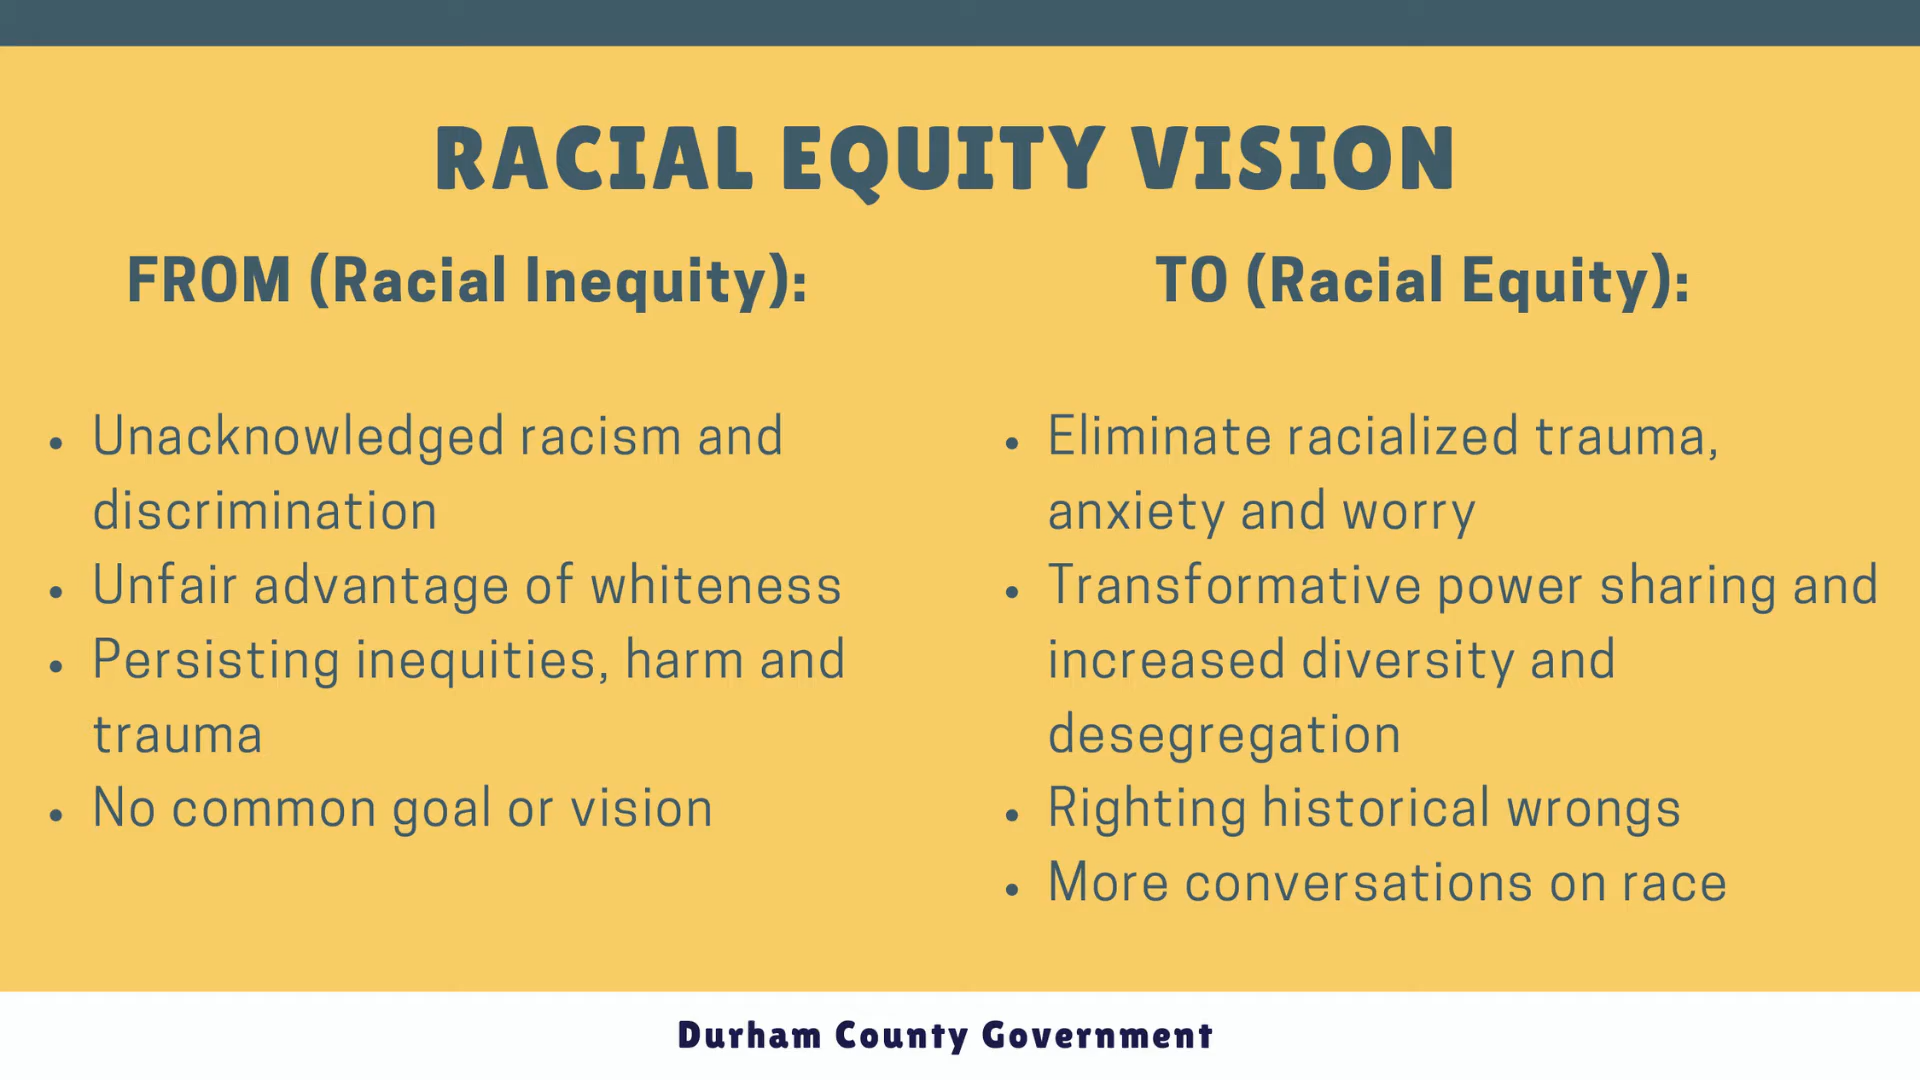 RACIAL EQUITY VISION
FROM (Racial Inequity):
• Unacknowledged racism and
discrimination
• Unfair advantage of whiteness
• Persisting inequities, harm and
trauma
• No common goal or vision
TO (Racial Equity):
• Eliminate racialized trauma,
anxiety and worry
• Transformative power sharing and
increased diversity and
desegregation
• Righting historical wrongs
• More conversations on race
Durham County Government